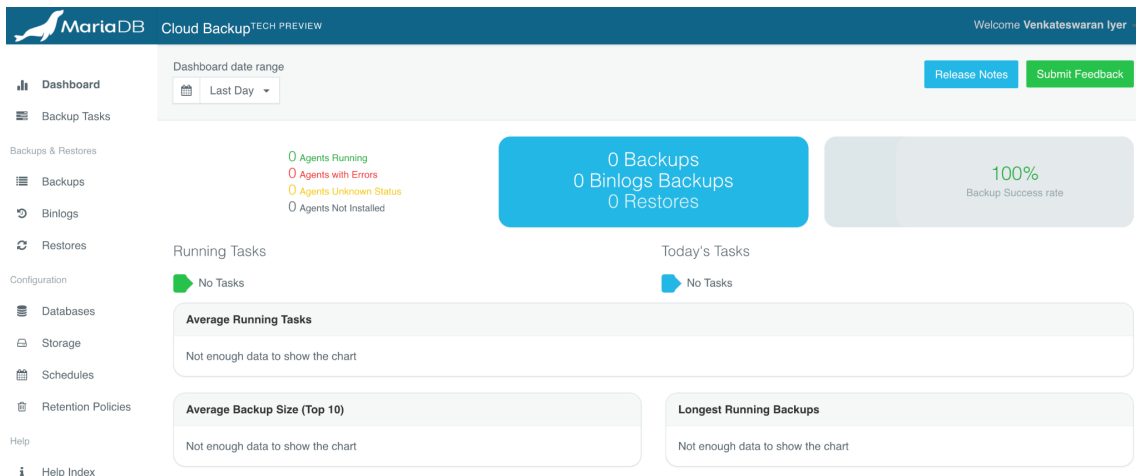 MariaDB Cloud Backup TECH PREVIEW
Welcome Venkateswaran Iyer
Dashboard
Backup Tasks
Backups & Restores
Backups
Binlogs
Restores
Configuration
Databases
Storage
Schedules
Retention Policies
Help
Help Index
Dashboard date range
Last Day
Release Notes
Submit Feedback
0 Agents Running
0 Agents with Errors
0 Agents Unknown Status
0 Agents Not Installed
0 Backups
0 Binlogs Backups
0 Restores
100%
Backup Success rate
Running Tasks
No Tasks
Today's Tasks
No Tasks
Average Running Tasks
Not enough data to show the chart
Average Backup Size (Top 10)
Not enough data to show the chart
Longest Running Backups
Not enough data to show the chart